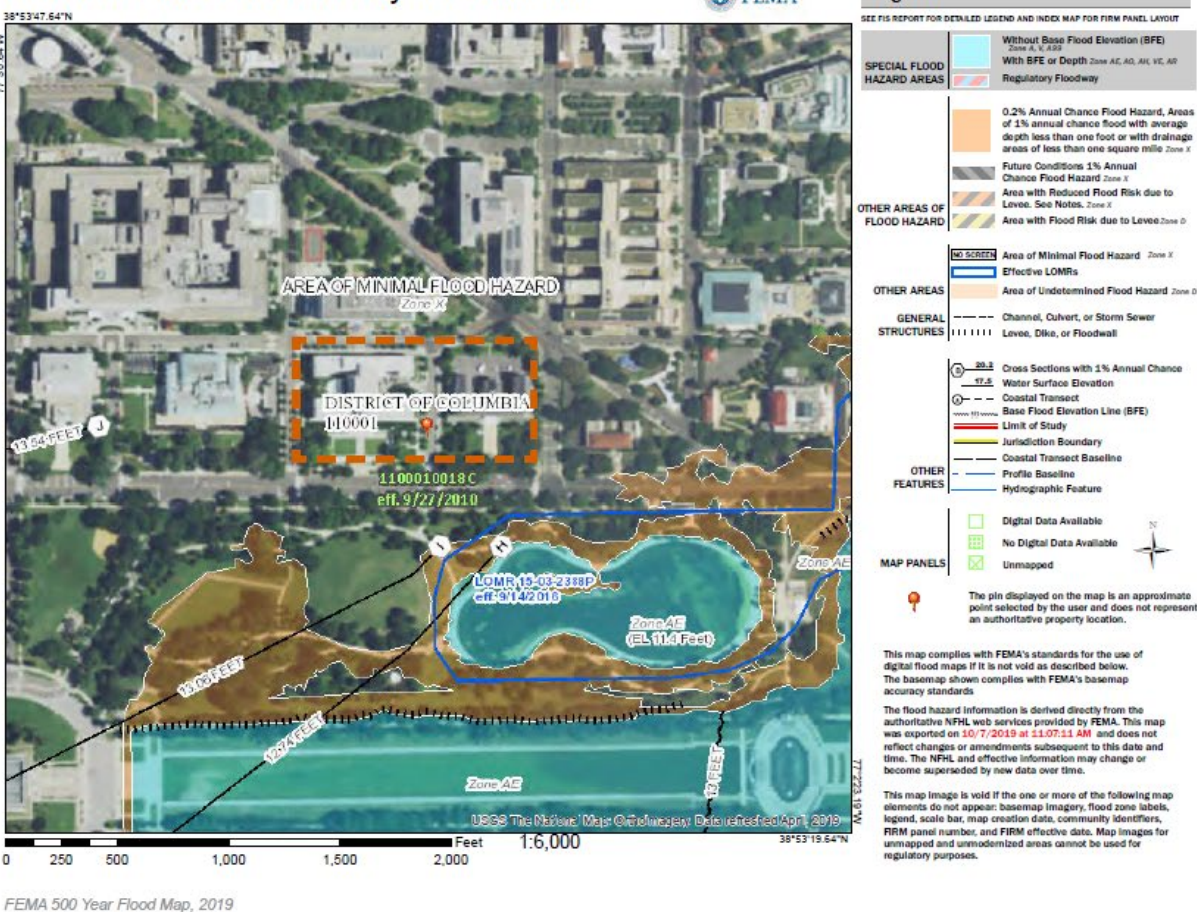 FEMA
38°53'47.64"N
AREA OF MINIMAL FLOOD HAZARD
Zone X
DISTRICT OF COLUMBIA
110001
13.54 FEET
J
1100010018C
eff. 9/27/2010
I
H
LOMR 15-03-2388P
eff. 9/14/2016
Zone AE
Zone AE
(EL 11.4 Feet)
13.06 FEET
12.74 FEET
13 FEET
Zone AE
USGS The National Map: Orthoimagery. Data refreshed April, 2019
38°53'19.64"N
Feet
1:6,000
0 250 500 1,000 1,500 2,000
SEE FIS REPORT FOR DETAILED LEGEND AND INDEX MAP FOR FIRM PANEL LAYOUT
SPECIAL FLOOD
HAZARD AREAS
Without Base Flood Elevation (BFE)
Zone A, V, A99
With BFE or Depth Zone AE, AO, AH, VE, AR
Regulatory Floodway
OTHER AREAS OF
FLOOD HAZARD
0.2% Annual Chance Flood Hazard, Areas
of 1% annual chance flood with average
depth less than one foot or with drainage
areas of less than one square mile Zone X
Future Conditions 1% Annual
Chance Flood Hazard Zone X
Area with Reduced Flood Risk due to
Levee. See Notes. Zone X
Area with Flood Risk due to Levee Zone D
OTHER AREAS
NO SCREEN Area of Minimal Flood Hazard Zone X
Effective LOMRs
Area of Undetermined Flood Hazard Zone D
GENERAL
STRUCTURES
Channel, Culvert, or Storm Sewer
Levee, Dike, or Floodwall
OTHER
FEATURES
B 20.2 Cross Sections with 1% Annual Chance
17.5 Water Surface Elevation
Coastal Transect
Base Flood Elevation Line (BFE)
Limit of Study
Jurisdiction Boundary
Coastal Transect Baseline
Profile Baseline
Hydrographic Feature
MAP PANELS
Digital Data Available
No Digital Data Available
Unmapped
N
The pin displayed on the map is an approximate
point selected by the user and does not represent
an authoritative property location.
This map complies with FEMA's standards for the use of
digital flood maps if it is not void as described below.
The basemap shown complies with FEMA's basemap
accuracy standards
The flood hazard information is derived directly from the
authoritative NFHL web services provided by FEMA. This map
was exported on 10/7/2019 at 11:07:11 AM and does not
reflect changes or amendments subsequent to this date and
time. The NFHL and effective information may change or
become superseded by new data over time.
This map image is void if the one or more of the following map
elements do not appear: basemap imagery, flood zone labels,
legend, scale bar, map creation date, community identifiers,
FIRM panel number, and FIRM effective date. Map images for
unmapped and unmodernized areas cannot be used for
regulatory purposes.
FEMA 500 Year Flood Map, 2019